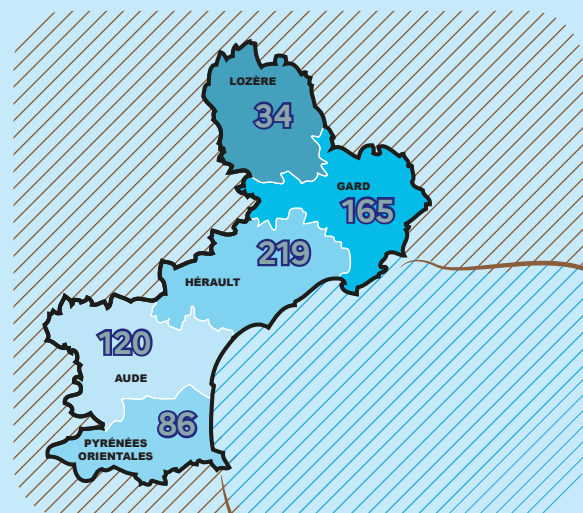 LOZÈRE
34
GARD
165
219
HÉRAULT
120
AUDE
86
PYRÉNÉES
ORIENTALES